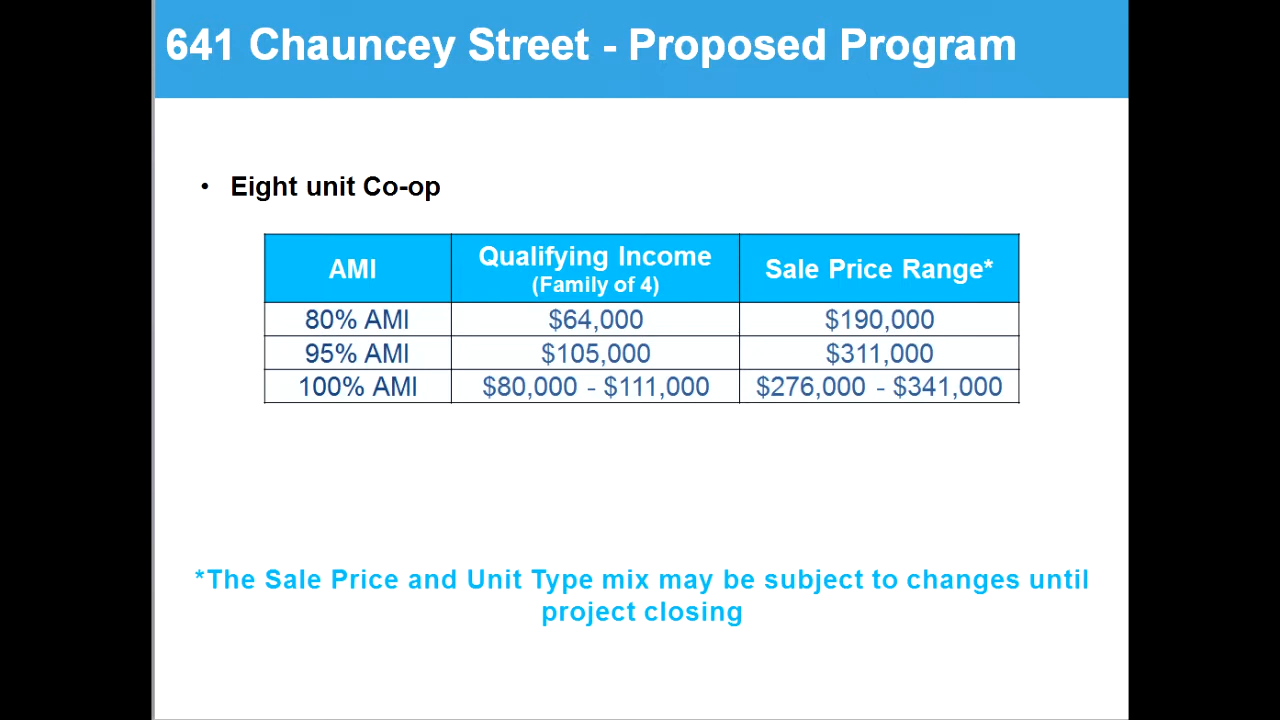 641 Chauncey Street - Proposed Program
• Eight unit Co-op
AMI Qualifying Income (Family of 4) Sale Price Range*
80% AMI $64,000 $190,000
95% AMI $105,000 $311,000
100% AMI $80,000 - $111,000 $276,000 - $341,000
*The Sale Price and Unit Type mix may be subject to changes until
project closing